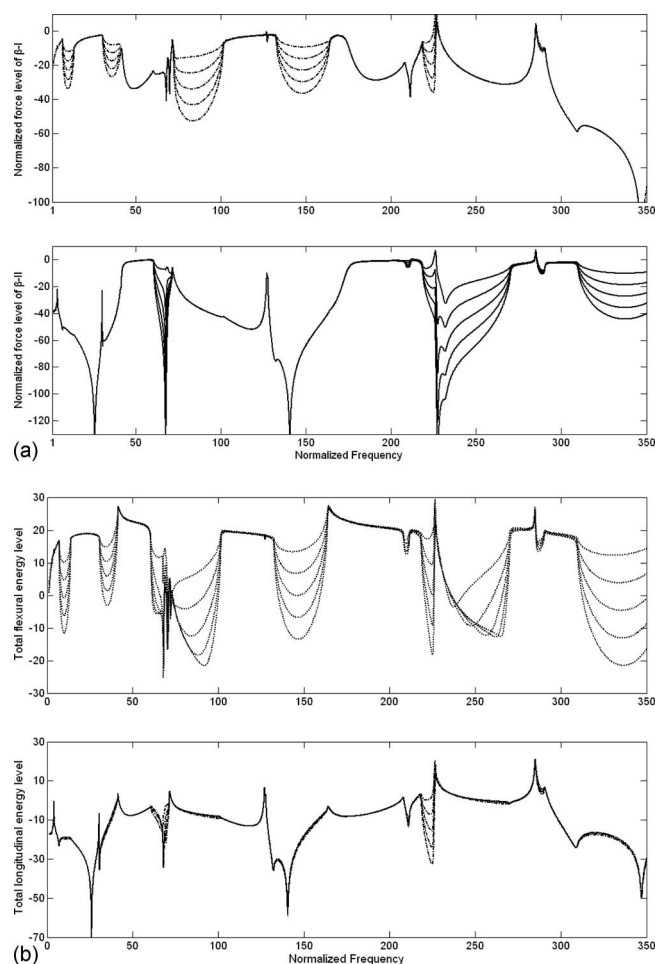 Normalized force level of β-I
0
-20
-40
-60
-80
-100
1 50 100 150 200 250 300 350
Normalized force level of β-II
0
-20
-40
-60
-80
-100
-120
1 50 100 150 200 250 300 350
Normalized Frequency
(a)
Total flexural energy level
30
20
10
0
-10
-20
-30
0 50 100 150 200 250 300 350
Total longitudinal energy level
30
10
-10
-30
-50
-70
0 50 100 150 200 250 300 350
Normalized Frequency
(b)